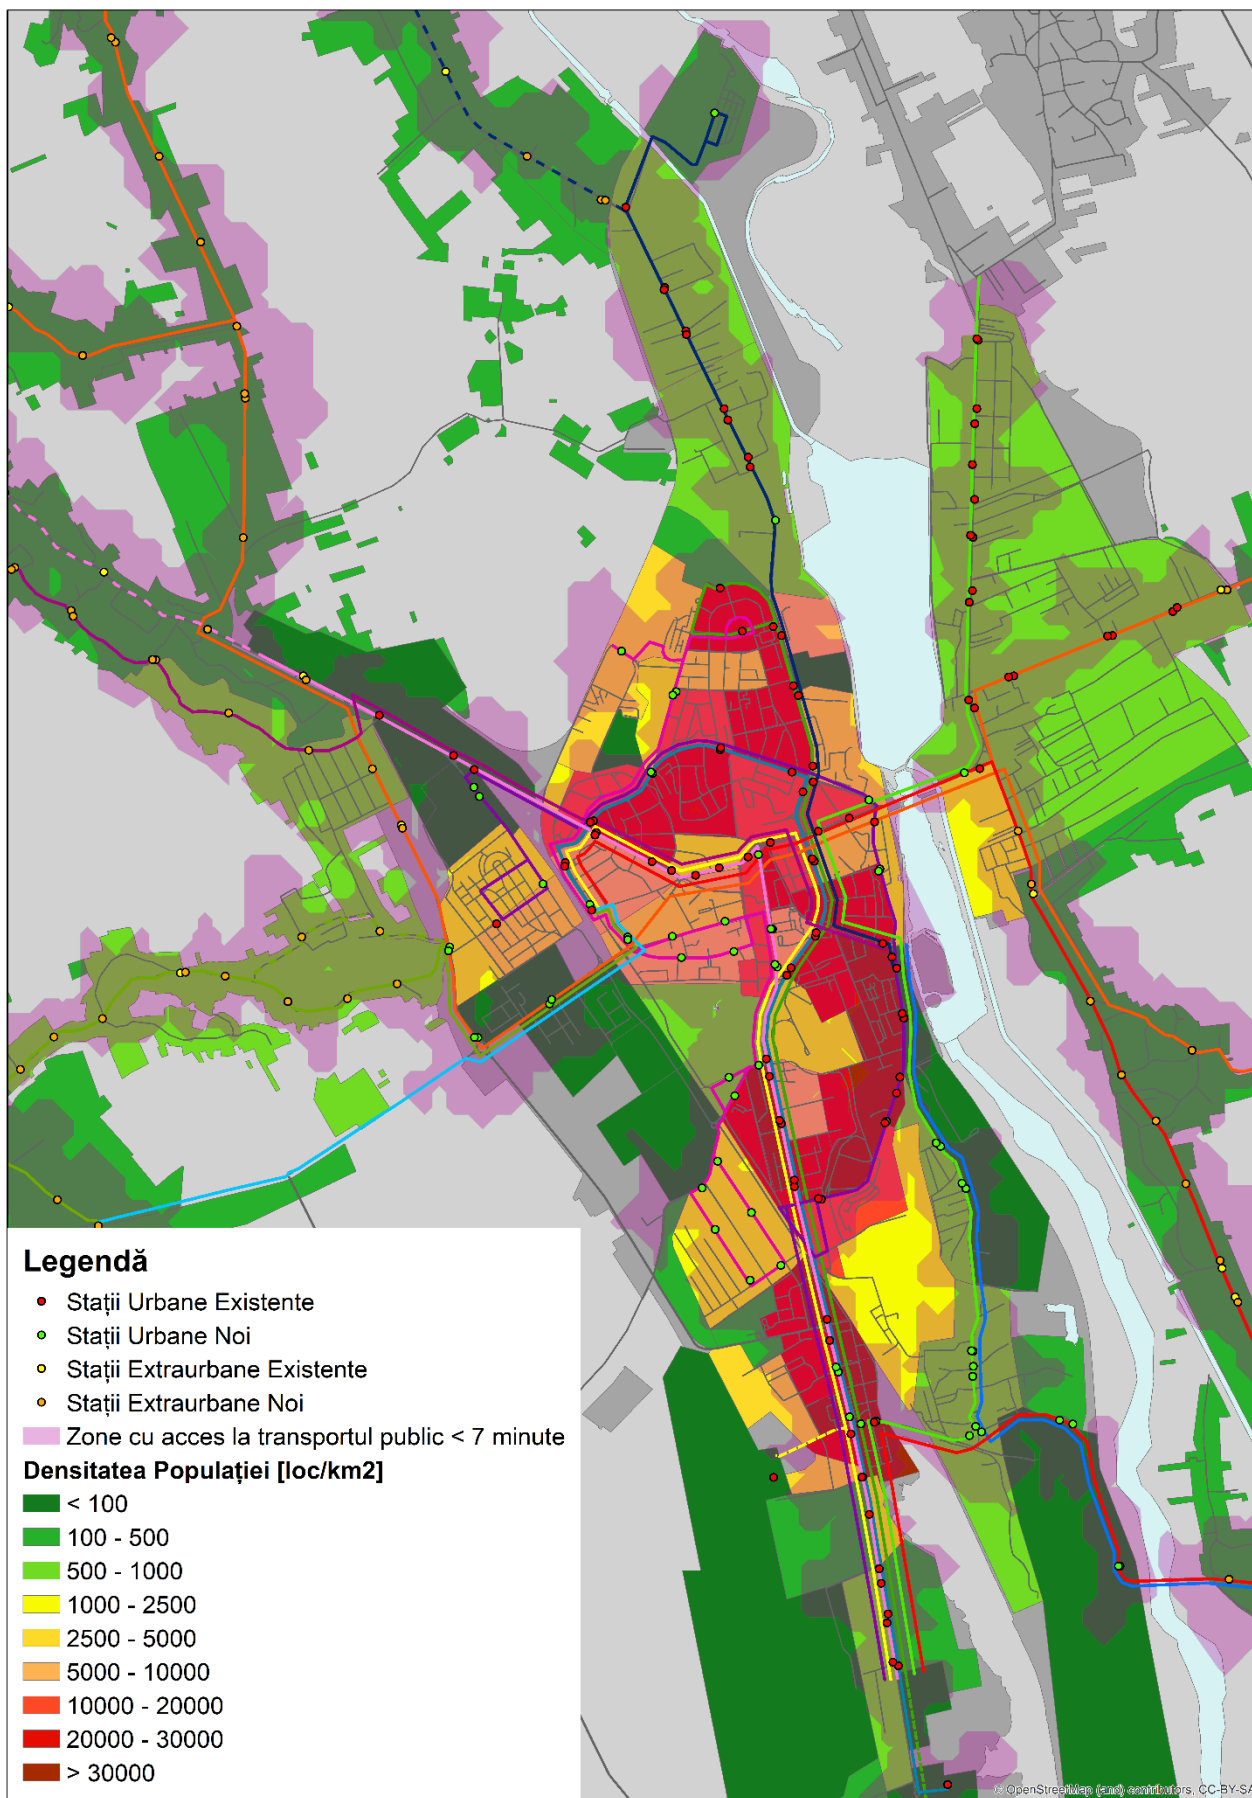 Legendă
Stații Urbane Existente
Stații Urbane Noi
Stații Extraurbane Existente
Stații Extraurbane Noi
Zone cu acces la transportul public < 7 minute
Densitatea Populației [loc/km2]
< 100
100 - 500
500 - 1000
1000 - 2500
2500 - 5000
5000 - 10000
10000 - 20000
20000 - 30000
> 30000
© OpenStreetMap (and) contributors, CC-BY-SA